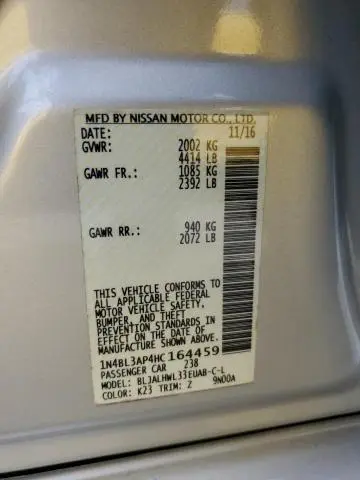 MFD BY NISSAN MOTOR CO., LTD.
DATE: 11/16
GVWR: 2002 KG
4414 LB
GAWR FR.: 1085 KG
2392 LB
GAWR RR.: 940 KG
2072 LB
THIS VEHICLE CONFORMS TO
ALL APPLICABLE FEDERAL
MOTOR VEHICLE SAFETY,
BUMPER, AND THEFT
PREVENTION STANDARDS IN
EFFECT ON THE DATE OF
MANUFACTURE SHOWN ABOVE.
1N4BL3AP4HC164459
PASSENGER CAR 238
MODEL: BLJALHWL33EUAB-C-L
COLOR: K23 TRIM: Z 9N00A